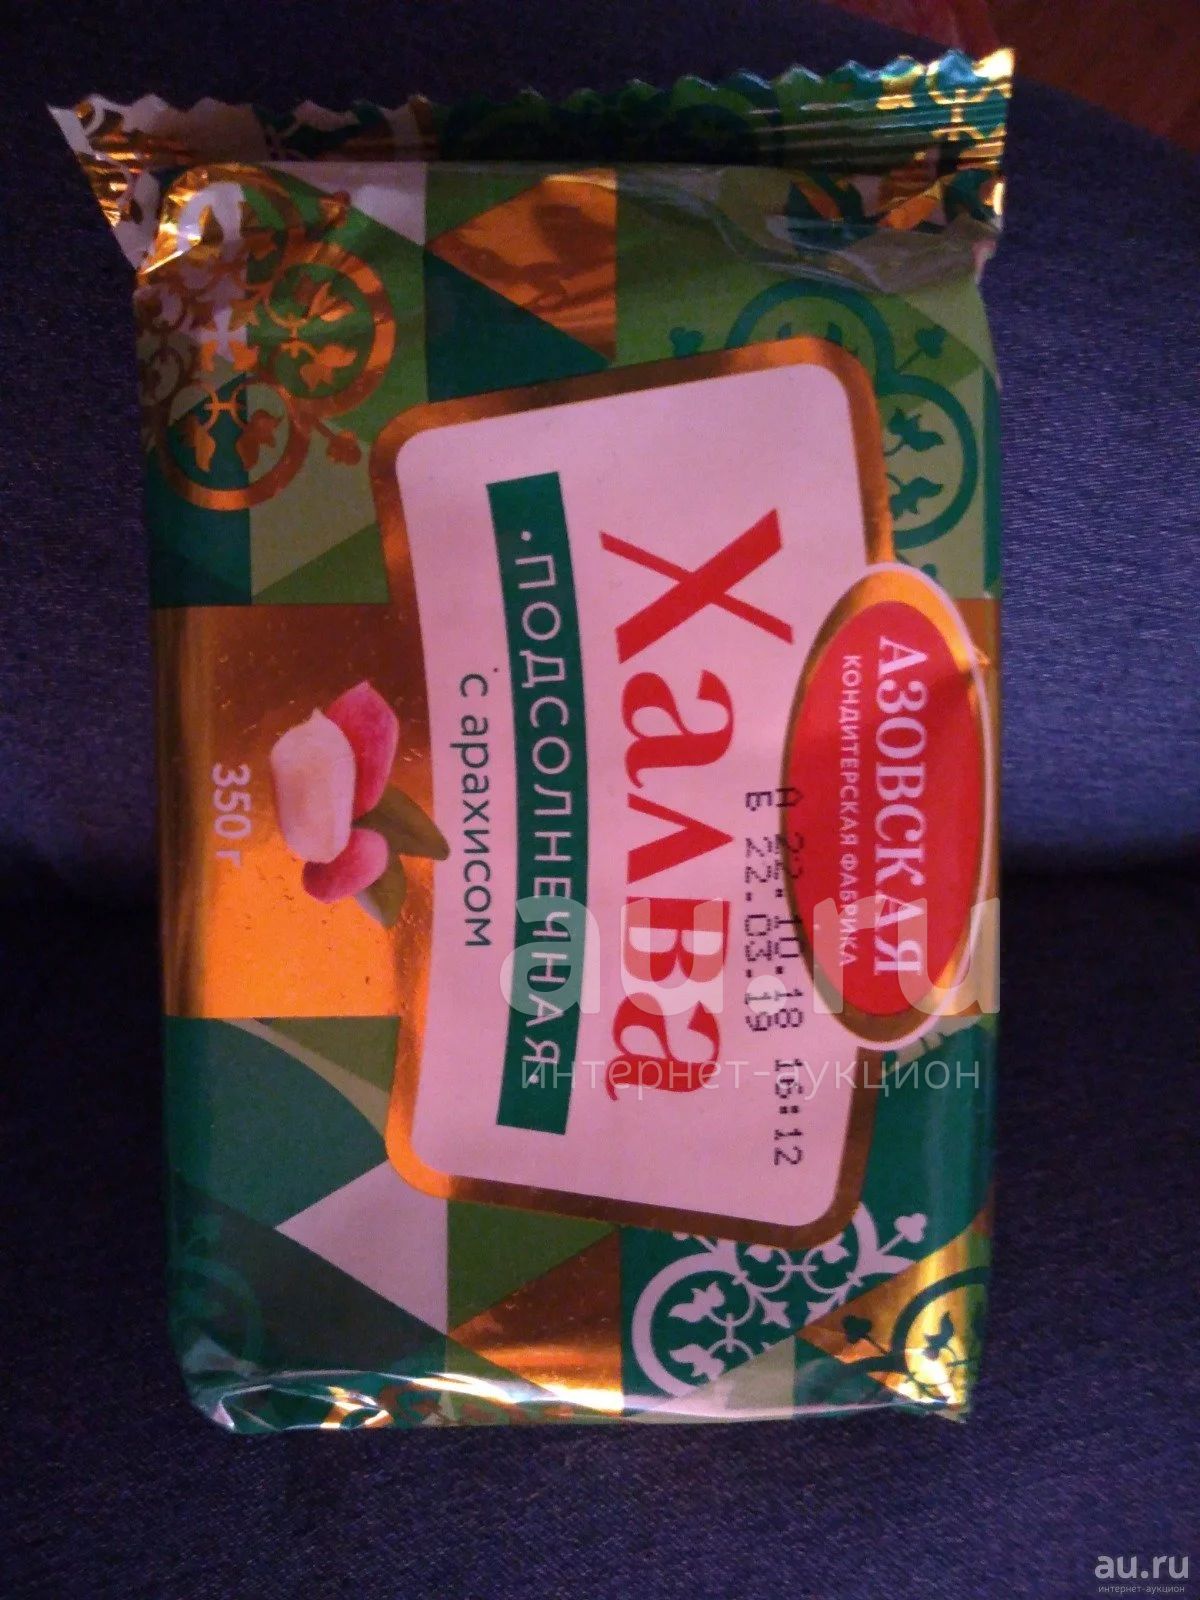 АЗОВСКАЯ
КОНДИТЕРСКАЯ ФАБРИКА
А 22.10.18 16:12
Б 22.03.19
Халва
·ПОДСОЛНЕЧНАЯ·
с арахисом
350 г
au.ru
интернет-аукцион
au.ru
интернет-аукцион